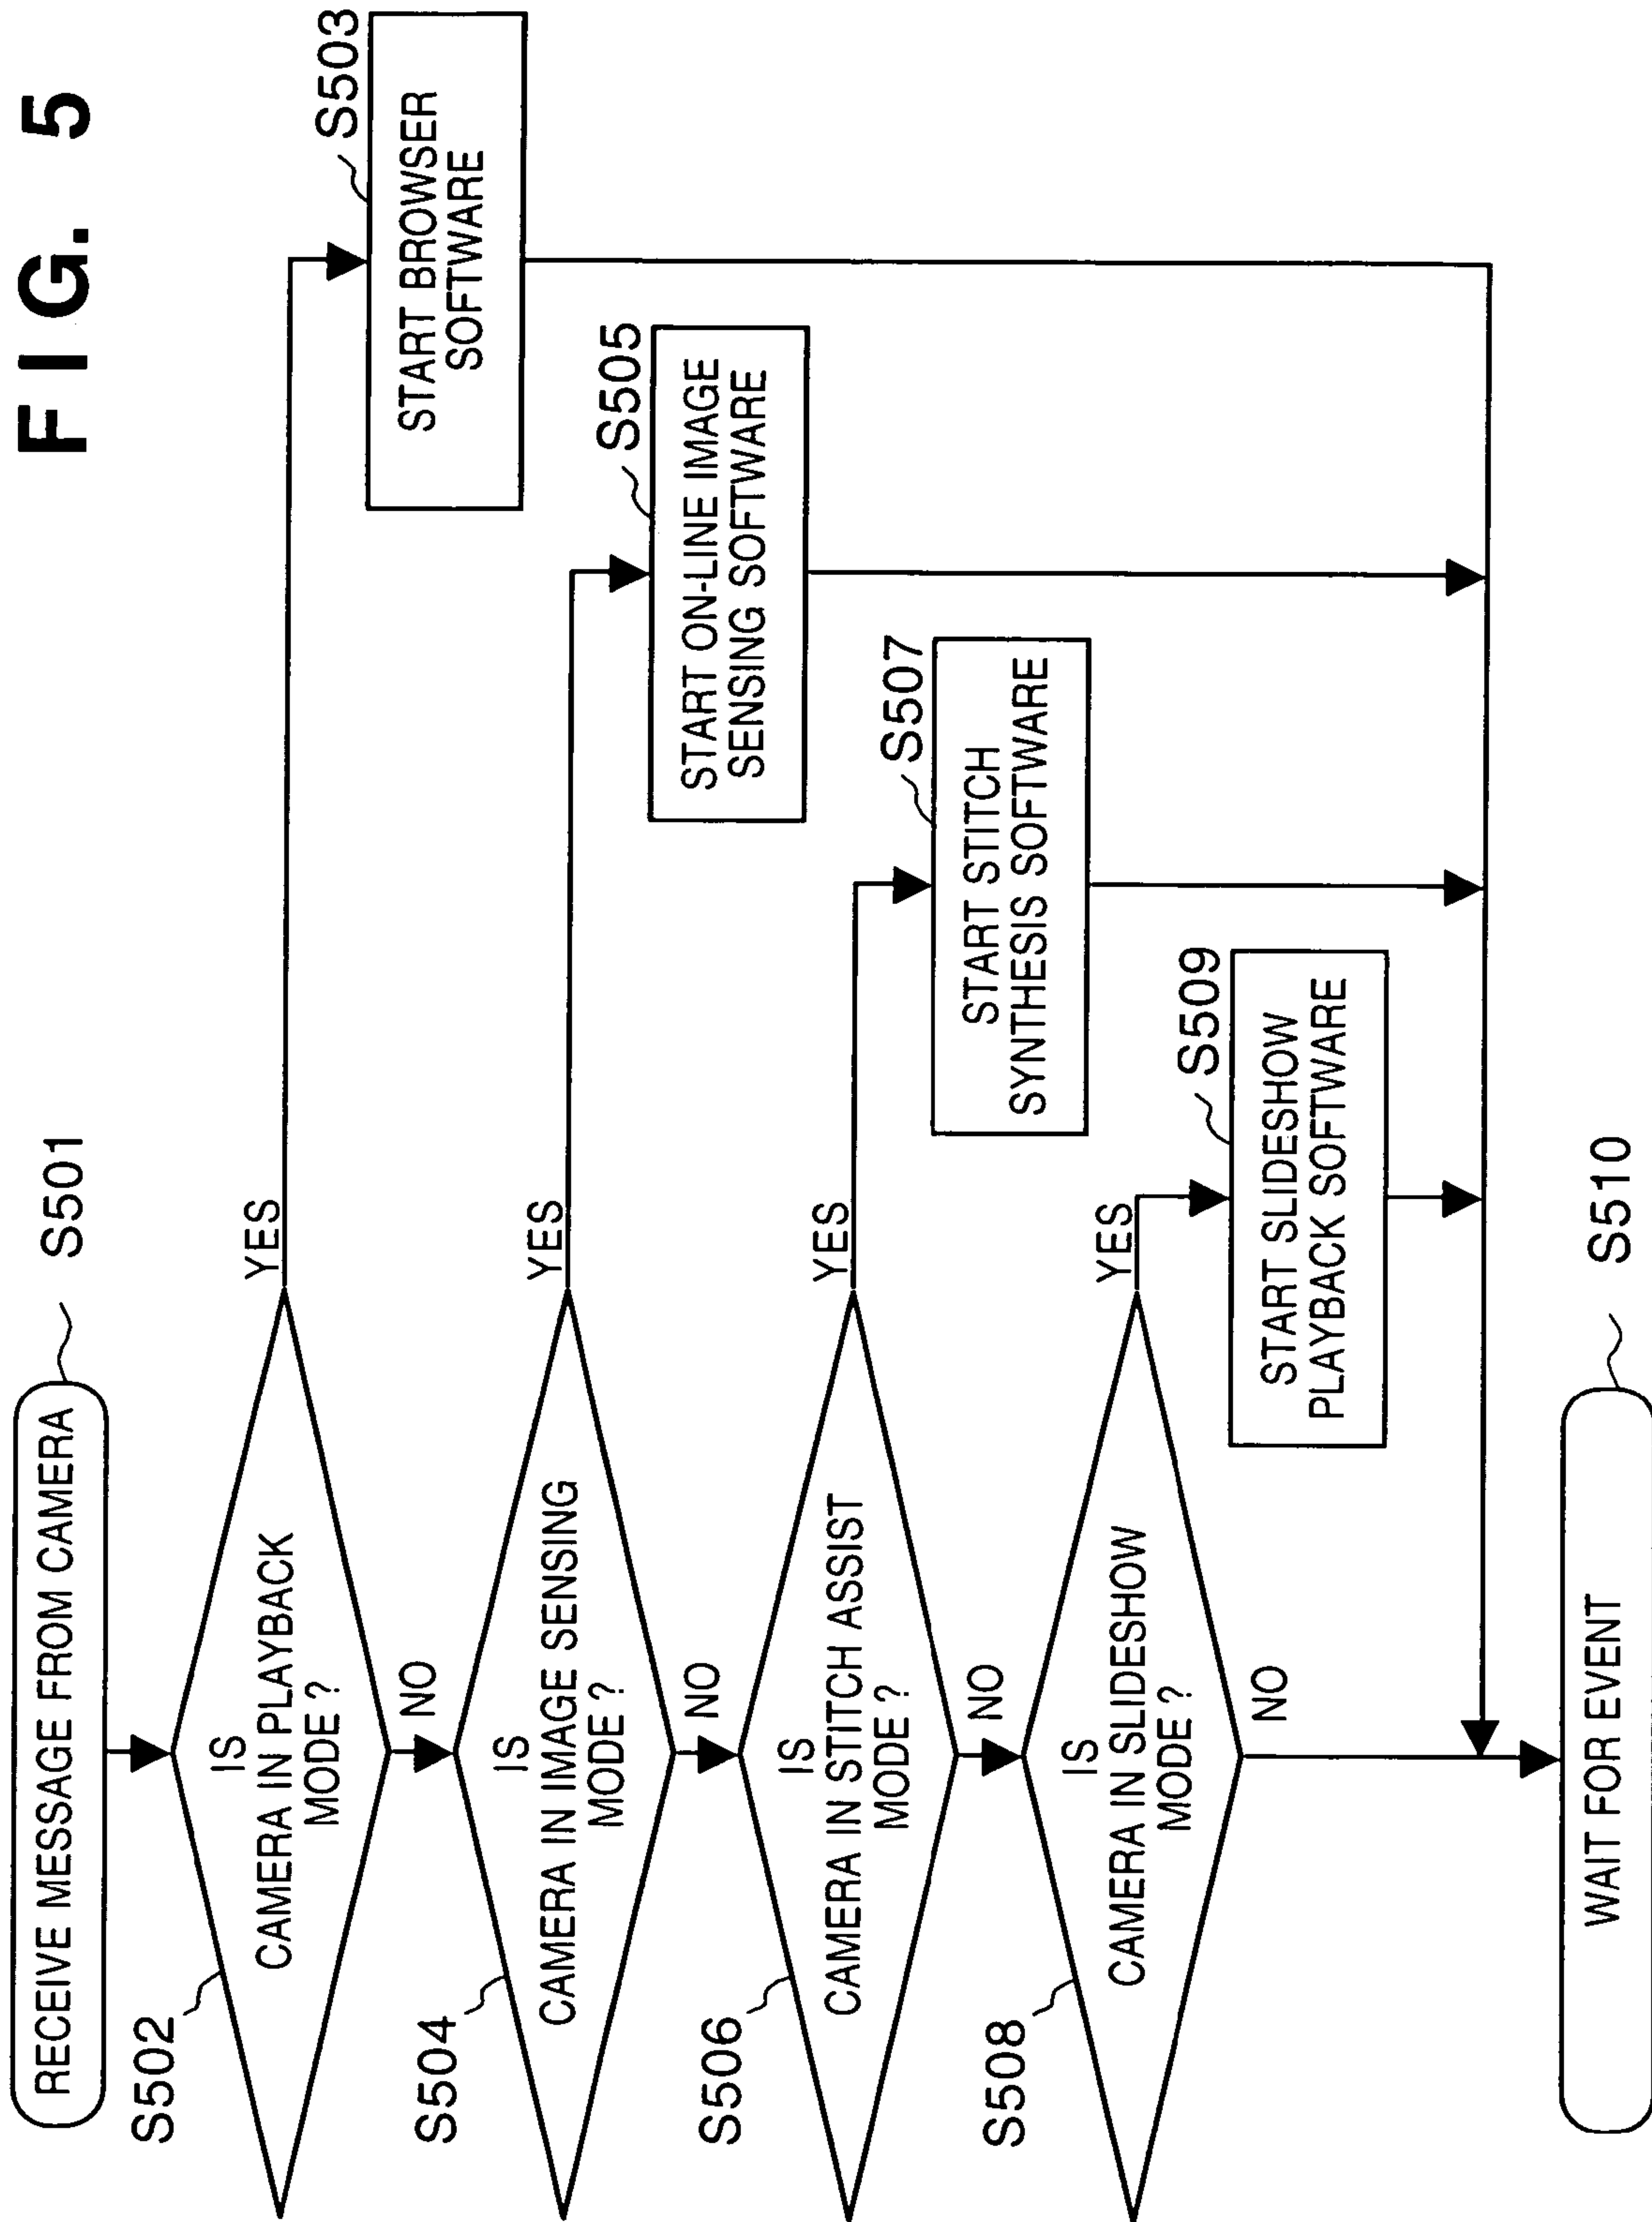 FIG. 5
RECEIVE MESSAGE FROM CAMERA
S501
S502
IS
CAMERA IN PLAYBACK
MODE ?
YES
NO
S503
START BROWSER
SOFTWARE
S504
IS
CAMERA IN IMAGE SENSING
MODE ?
YES
NO
S505
START ON-LINE IMAGE
SENSING SOFTWARE
S506
IS
CAMERA IN STITCH ASSIST
MODE ?
YES
NO
S507
START STITCH
SYNTHESIS SOFTWARE
S508
IS
CAMERA IN SLIDESHOW
MODE ?
YES
NO
S509
START SLIDESHOW
PLAYBACK SOFTWARE
WAIT FOR EVENT
S510